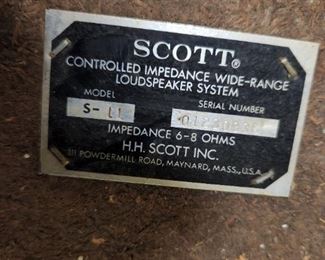 SCOTT®
CONTROLLED IMPEDANCE WIDE-RANGE
LOUDSPEAKER SYSTEM
MODEL SERIAL NUMBER
S-11
IMPEDANCE 6-8 OHMS
H.H. SCOTT INC.
111 POWDERMILL ROAD, MAYNARD, MASS., U.S.A.